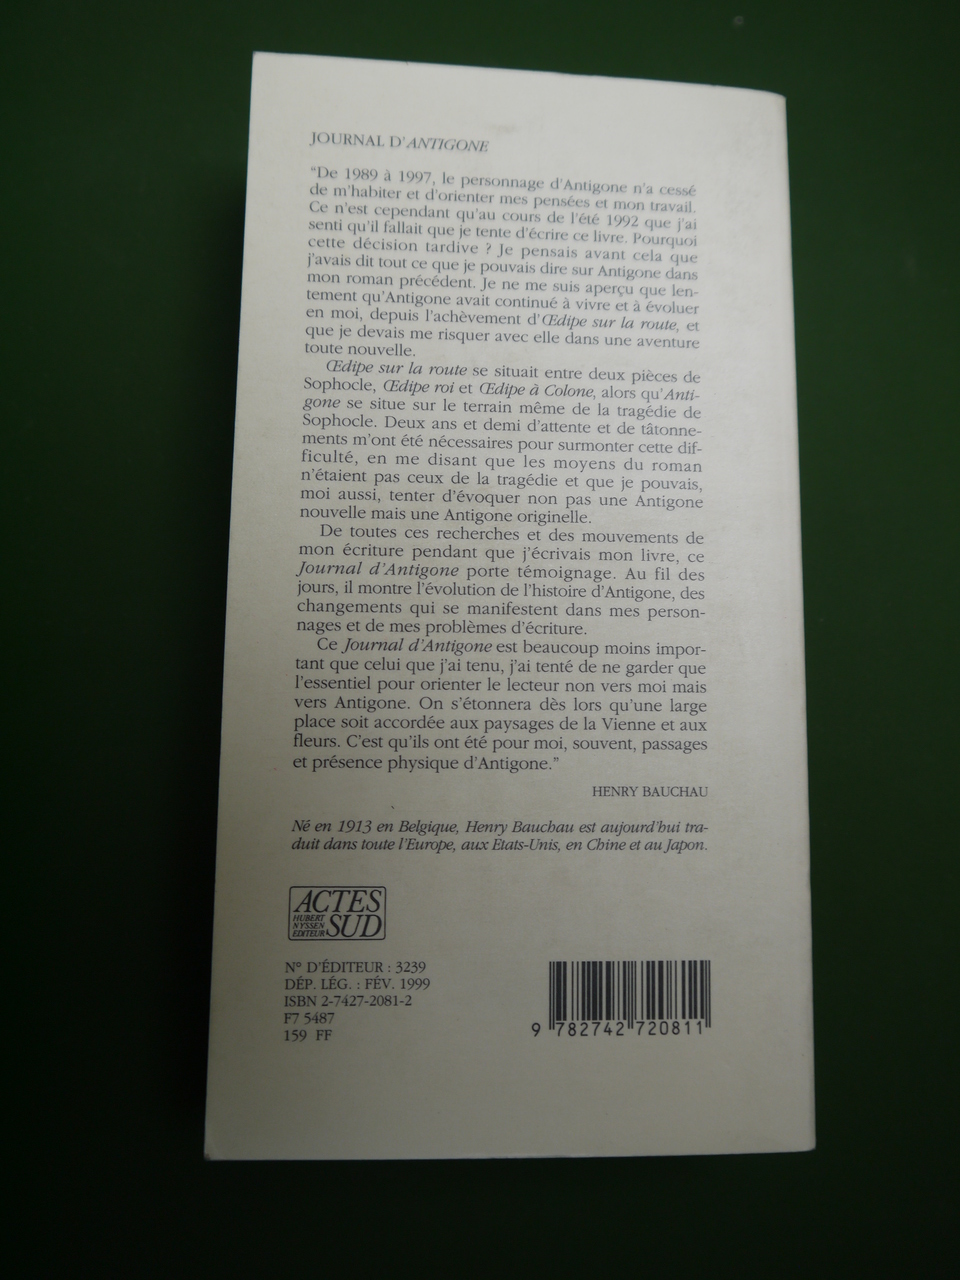 JOURNAL D'ANTIGONE
"De 1989 à 1997, le personnage d'Antigone n'a cessé
de m'habiter et d'orienter mes pensées et mon travail.
Ce n'est cependant qu'au cours de l'été 1992 que j'ai
senti qu'il fallait que je tente d'écrire ce livre. Pourquoi
cette décision tardive ? Je pensais avant cela que
j'avais dit tout ce que je pouvais dire sur Antigone dans
mon roman précédent. Je ne me suis aperçu que len-
tement qu'Antigone avait continué à vivre et à évoluer
en moi, depuis l'achèvement d'Œdipe sur la route, et
que je devais me risquer avec elle dans une aventure
toute nouvelle.
Œdipe sur la route se situait entre deux pièces de
Sophocle, Œdipe roi et Œdipe à Colone, alors qu'Anti-
gone se situe sur le terrain même de la tragédie de
Sophocle. Deux ans et demi d'attente et de tâtonne-
ments m'ont été nécessaires pour surmonter cette dif-
ficulté, en me disant que les moyens du roman
n'étaient pas ceux de la tragédie et que je pouvais,
moi aussi, tenter d'évoquer non pas une Antigone
nouvelle mais une Antigone originelle.
De toutes ces recherches et des mouvements de
mon écriture pendant que j'écrivais mon livre, ce
Journal d'Antigone porte témoignage. Au fil des
jours, il montre l'évolution de l'histoire d'Antigone, des
changements qui se manifestent dans mes person-
nages et de mes problèmes d'écriture.
Ce Journal d'Antigone est beaucoup moins impor-
tant que celui que j'ai tenu, j'ai tenté de ne garder que
l'essentiel pour orienter le lecteur non vers moi mais
vers Antigone. On s'étonnera dès lors qu'une large
place soit accordée aux paysages de la Vienne et aux
fleurs. C'est qu'ils ont été pour moi, souvent, passages
et présence physique d'Antigone."
HENRY BAUCHAU
Né en 1913 en Belgique, Henry Bauchau est aujourd'hui tra-
duit dans toute l'Europe, aux Etats-Unis, en Chine et au Japon.
ACTES
HUBERT
NYSSEN
EDITEUR
SUD
N° D'ÉDITEUR : 3239
DÉP. LÉG. : FÉV. 1999
ISBN 2-7427-2081-2
F7 5487
159 FF
9 782742 720811